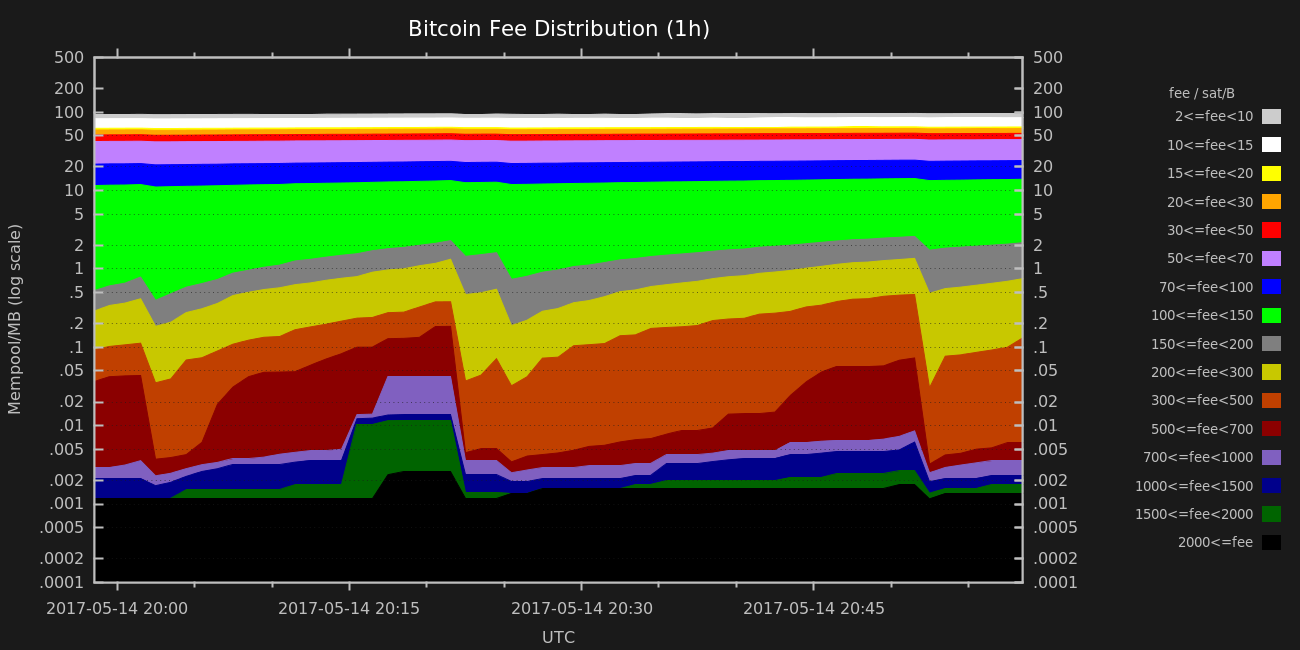 Bitcoin Fee Distribution (1h)
500 500
200 200
100 100
50 50
20 20
10 10
5 5
2 2
1 1
.5 .5
.2 .2
.1 .1
.05 .05
.02 .02
.01 .01
.005 .005
.002 .002
.001 .001
.0005 .0005
.0002 .0002
.0001 .0001
Mempool/MB (log scale)
2017-05-14 20:00 2017-05-14 20:15 2017-05-14 20:30 2017-05-14 20:45
UTC
fee / sat/B
2<=fee<10
10<=fee<15
15<=fee<20
20<=fee<30
30<=fee<50
50<=fee<70
70<=fee<100
100<=fee<150
150<=fee<200
200<=fee<300
300<=fee<500
500<=fee<700
700<=fee<1000
1000<=fee<1500
1500<=fee<2000
2000<=fee